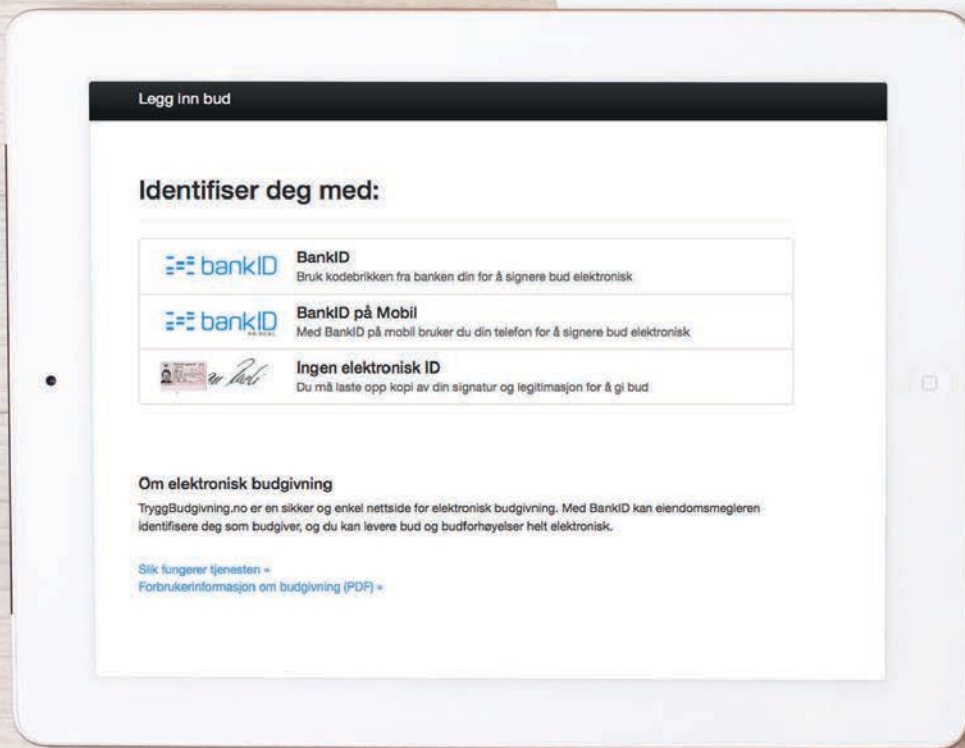 Legg inn bud
Identifiser deg med:
bankID
BankID
Bruk kodebrikken fra banken din for å signere bud elektronisk
bankID
BankID på Mobil
Med BankID på mobil bruker du din telefon for å signere bud elektronisk
Ingen elektronisk ID
Du må laste opp kopi av din signatur og legitimasjon for å gi bud
Om elektronisk budgivning
TryggBudgivning.no er en sikker og enkel nettside for elektronisk budgivning. Med BankID kan eiendomsmegleren
identifisere deg som budgiver, og du kan levere bud og budforhøyelser helt elektronisk.
Slik fungerer tjenesten »
Forbrukerinformasjon om budgivning (PDF) »